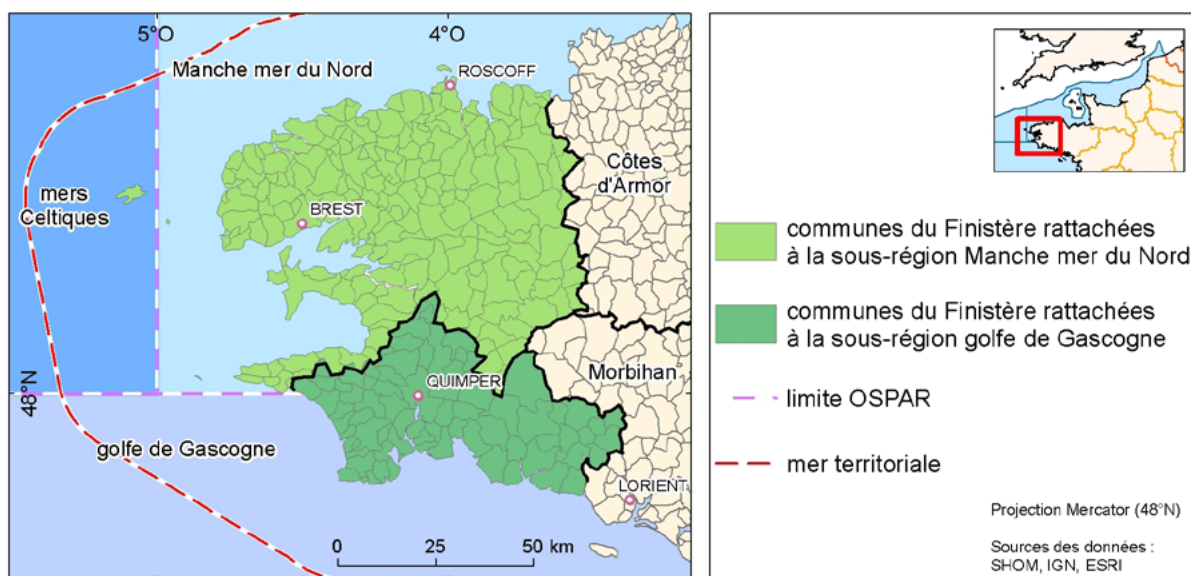 5°O
4°O
Manche mer du Nord
ROSCOFF
Côtes
d'Armor
mers
Celtiques
BREST
QUIMPER
Morbihan
48°N
golfe de Gascogne
LORIENT
0 25 50 km
communes du Finistère rattachées
à la sous-région Manche mer du Nord
communes du Finistère rattachées
à la sous-région golfe de Gascogne
limite OSPAR
mer territoriale
Projection Mercator (48°N)
Sources des données :
SHOM, IGN, ESRI